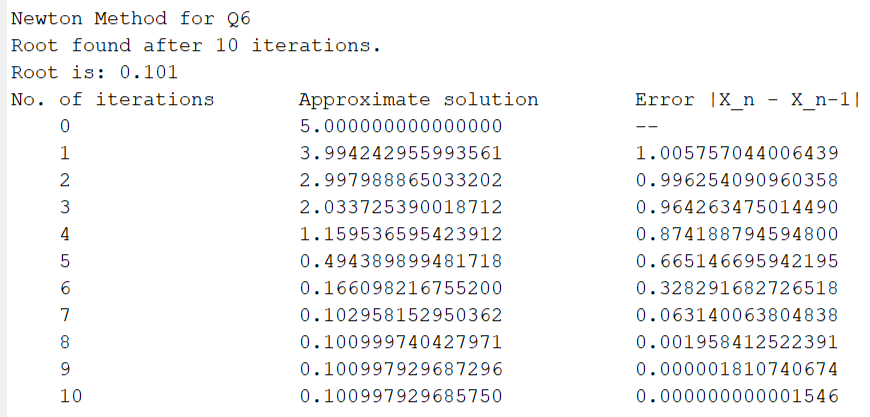 Newton Method for Q6
Root found after 10 iterations.
Root is: 0.101
No. of iterations Approximate solution Error |X_n - X_n-1|
0 5.000000000000000 --
1 3.994242955993561 1.005757044006439
2 2.997988865033202 0.996254090960358
3 2.033725390018712 0.964263475014490
4 1.159536595423912 0.874188794594800
5 0.494389899481718 0.665146695942195
6 0.166098216755200 0.328291682726518
7 0.102958152950362 0.063140063804838
8 0.100999740427971 0.001958412522391
9 0.100997929687296 0.000001810740674
10 0.100997929685750 0.000000000001546